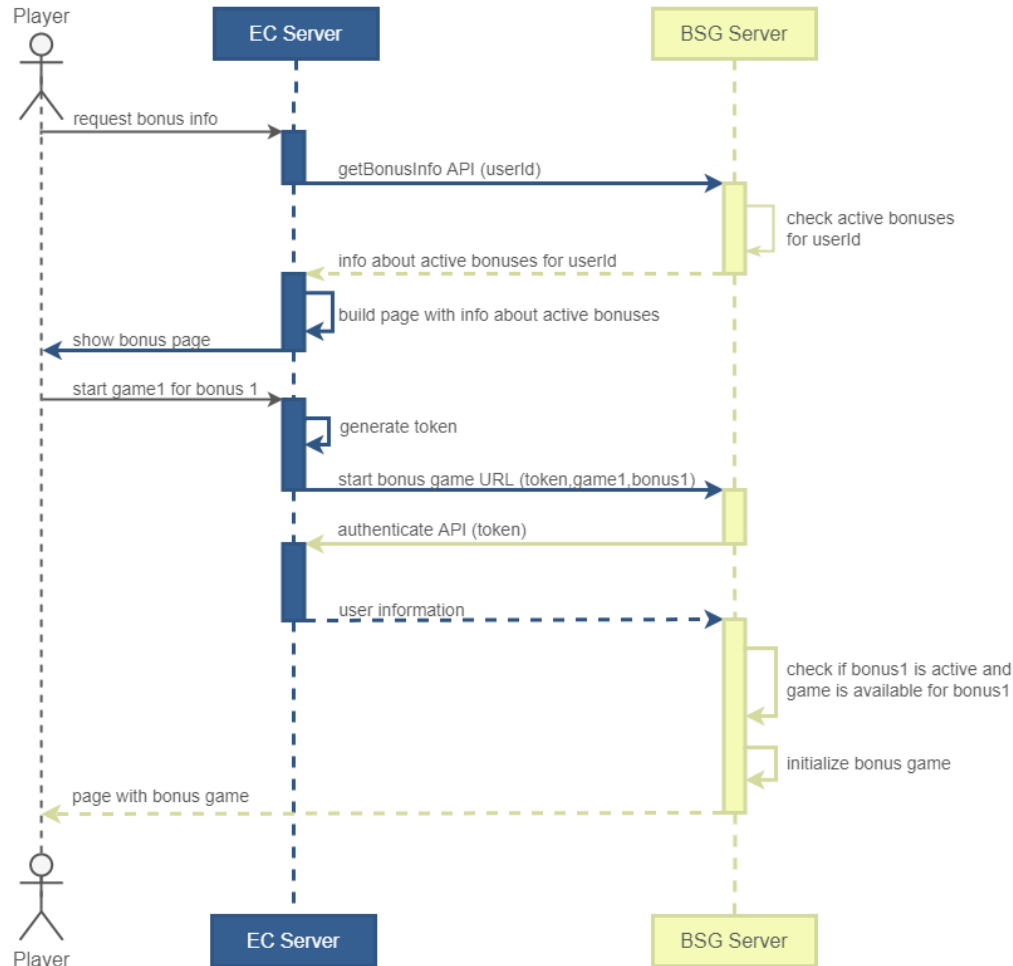 Player
EC Server
BSG Server
request bonus info
getBonusInfo API (userId)
check active bonuses
for userId
info about active bonuses for userId
build page with info about active bonuses
show bonus page
start game1 for bonus 1
generate token
start bonus game URL (token,game1,bonus1)
authenticate API (token)
user information
check if bonus1 is active and
game is available for bonus1
initialize bonus game
page with bonus game
EC Server
BSG Server
Player